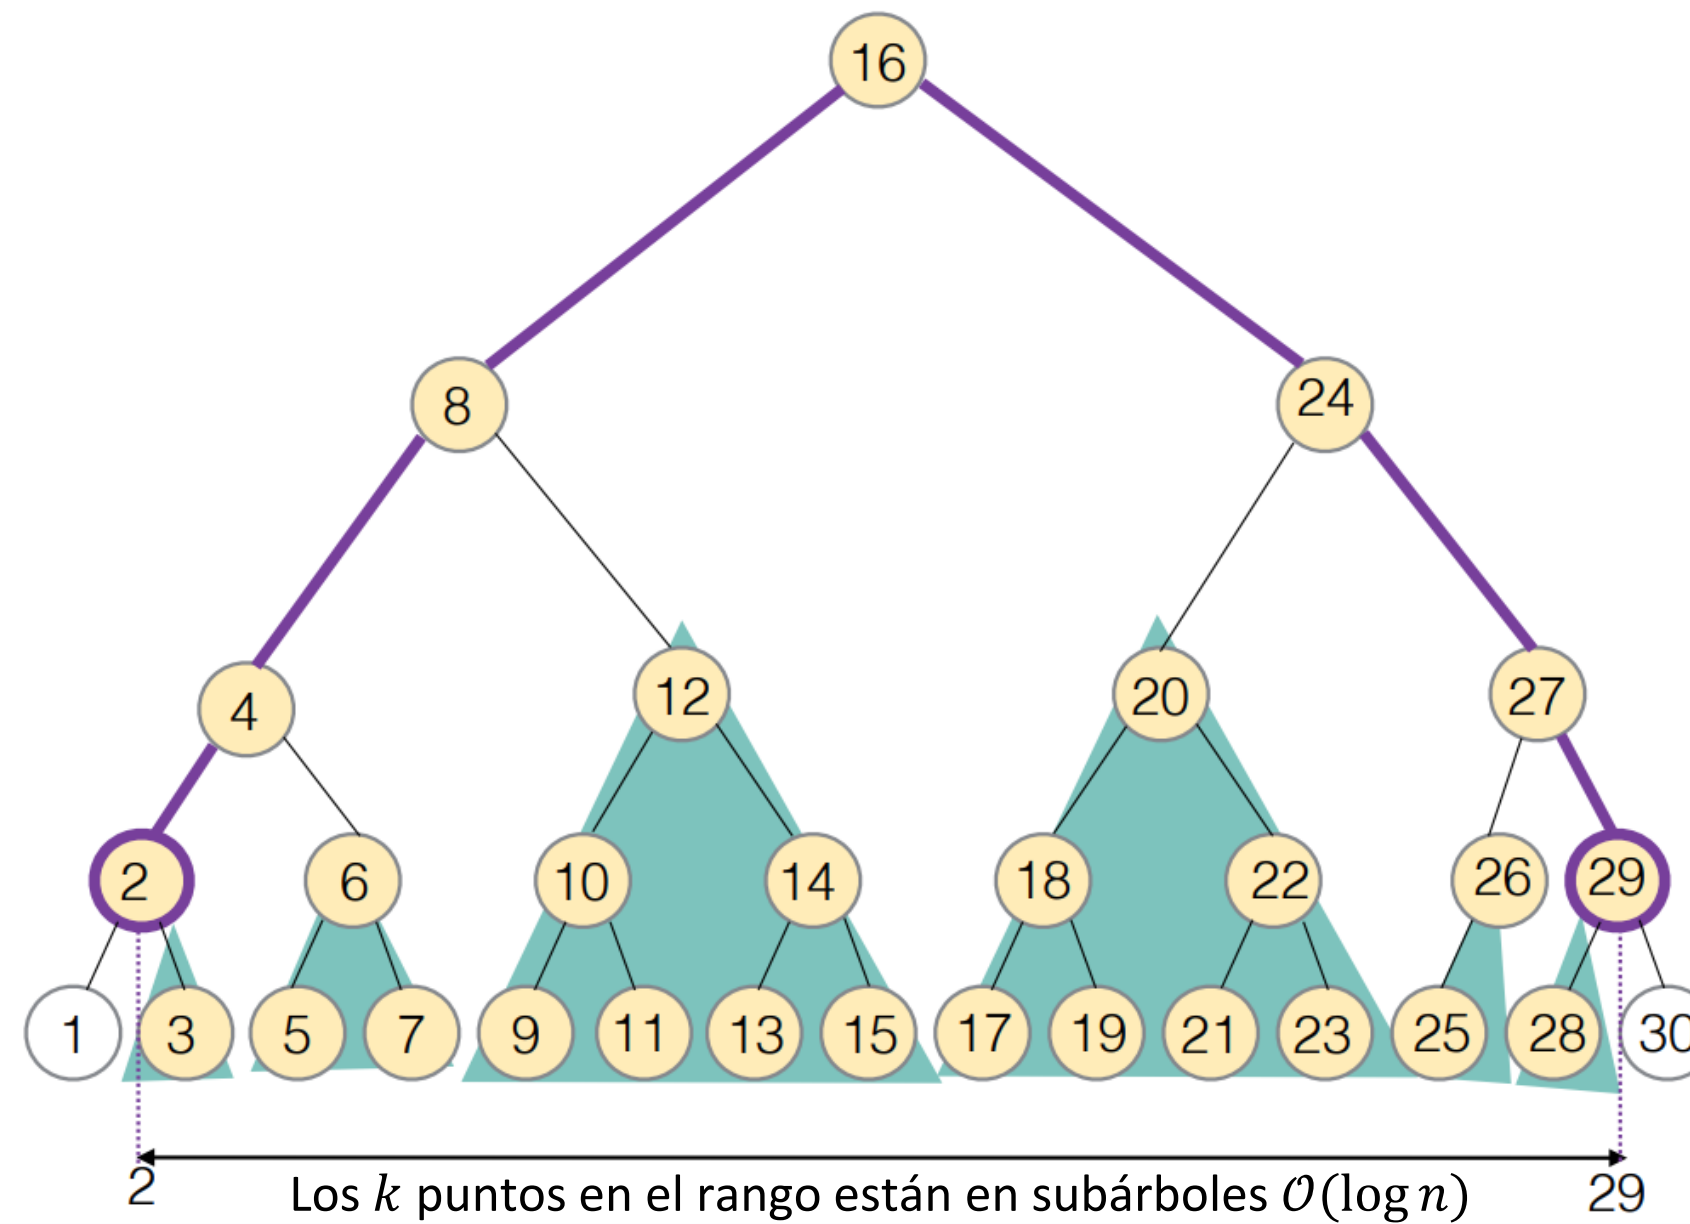 16
8 24
4 12 20 27
2 6 10 14 18 22 26 29
1 3 5 7 9 11 13 15 17 19 21 23 25 28 30
2 Los k puntos en el rango están en subárboles 𝒪(log n) 29